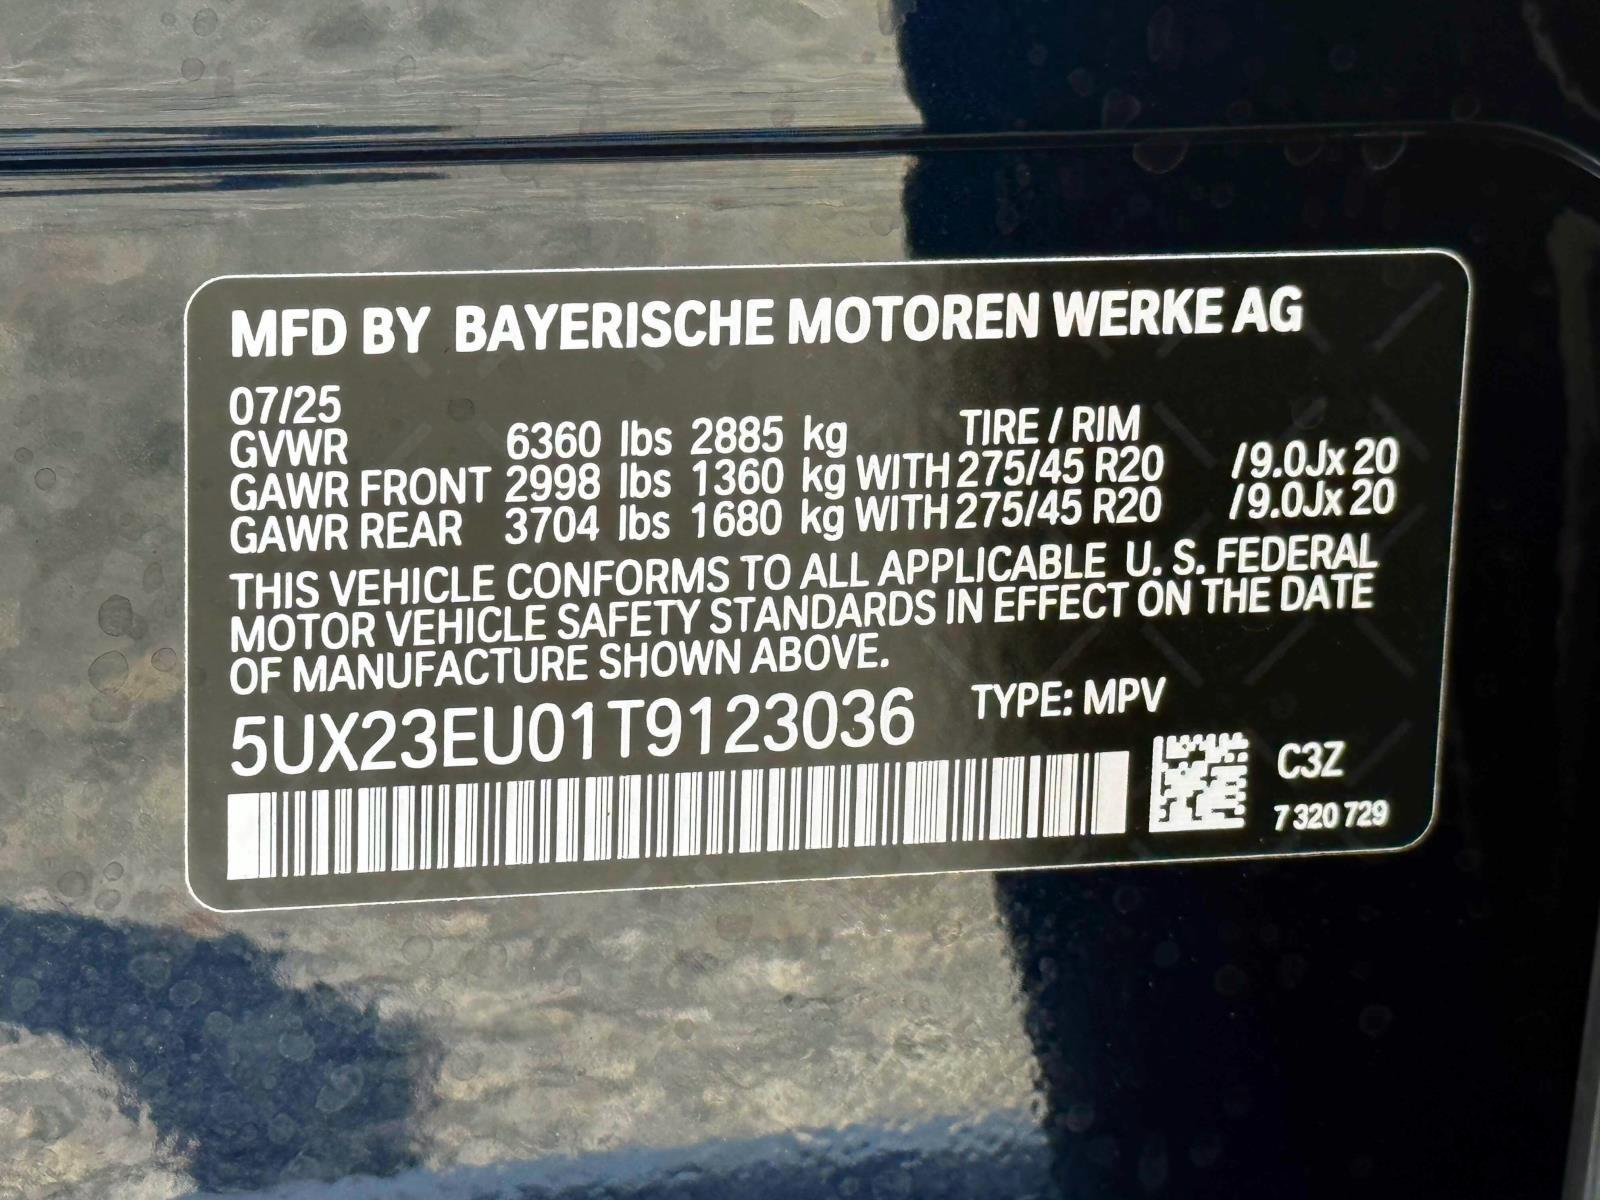 MFD BY BAYERISCHE MOTOREN WERKE AG
07/25 TIRE / RIM
GVWR 6360 lbs 2885 kg
GAWR FRONT 2998 lbs 1360 kg WITH 275/45 R20 /9.0Jx 20
GAWR REAR 3704 lbs 1680 kg WITH 275/45 R20 /9.0Jx 20
THIS VEHICLE CONFORMS TO ALL APPLICABLE U. S. FEDERAL
MOTOR VEHICLE SAFETY STANDARDS IN EFFECT ON THE DATE
OF MANUFACTURE SHOWN ABOVE.
5UX23EU01T9123036 TYPE: MPV
C3Z
7 320 729